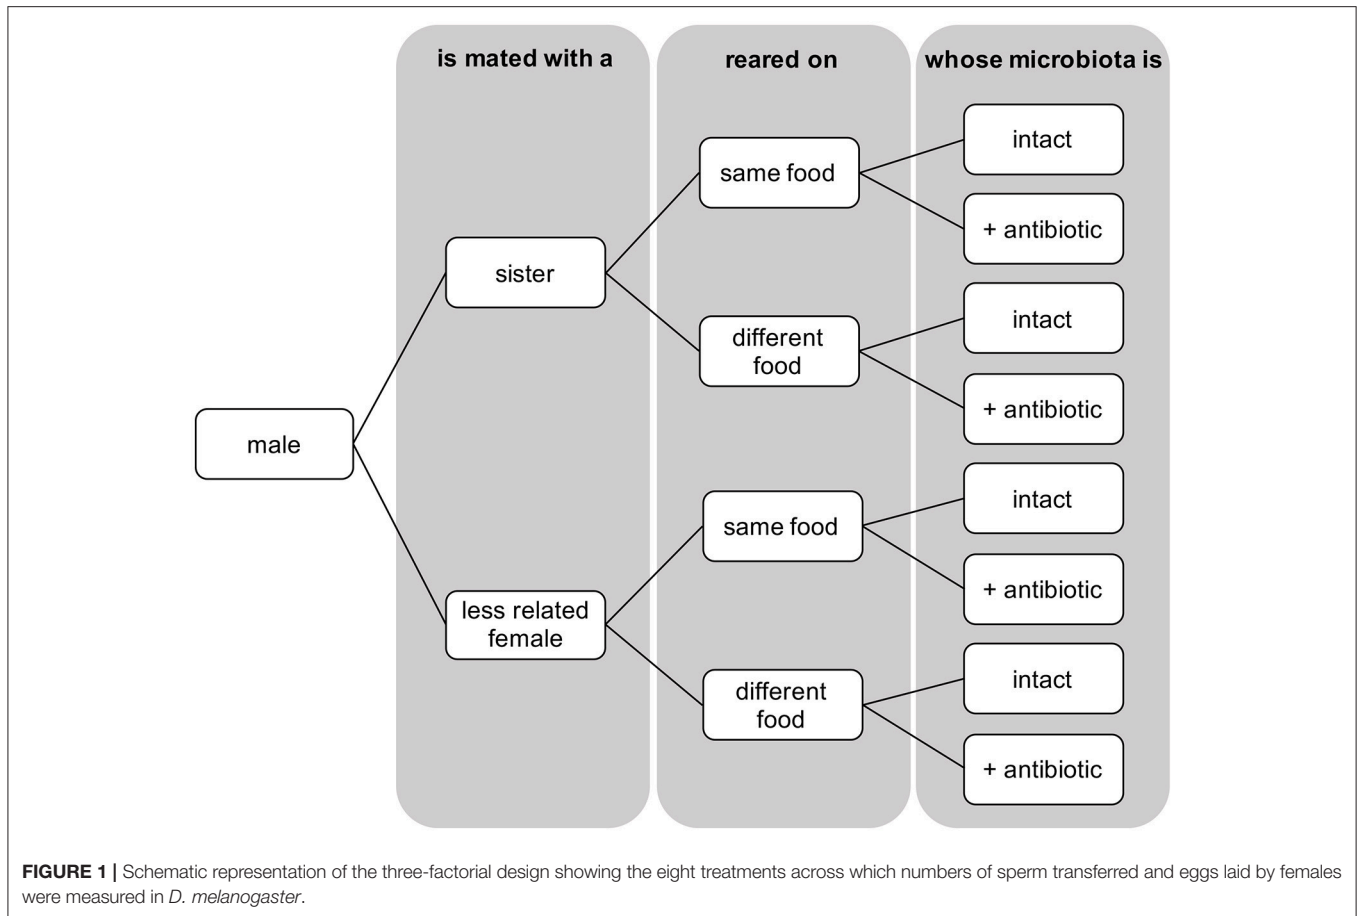 is mated with a
reared on
whose microbiota is
intact
same food
+ antibiotic
sister
intact
different
food
+ antibiotic
male
intact
same food
+ antibiotic
less related
female
intact
different
food
+ antibiotic
FIGURE 1 | Schematic representation of the three-factorial design showing the eight treatments across which numbers of sperm transferred and eggs laid by females
were measured in D. melanogaster.